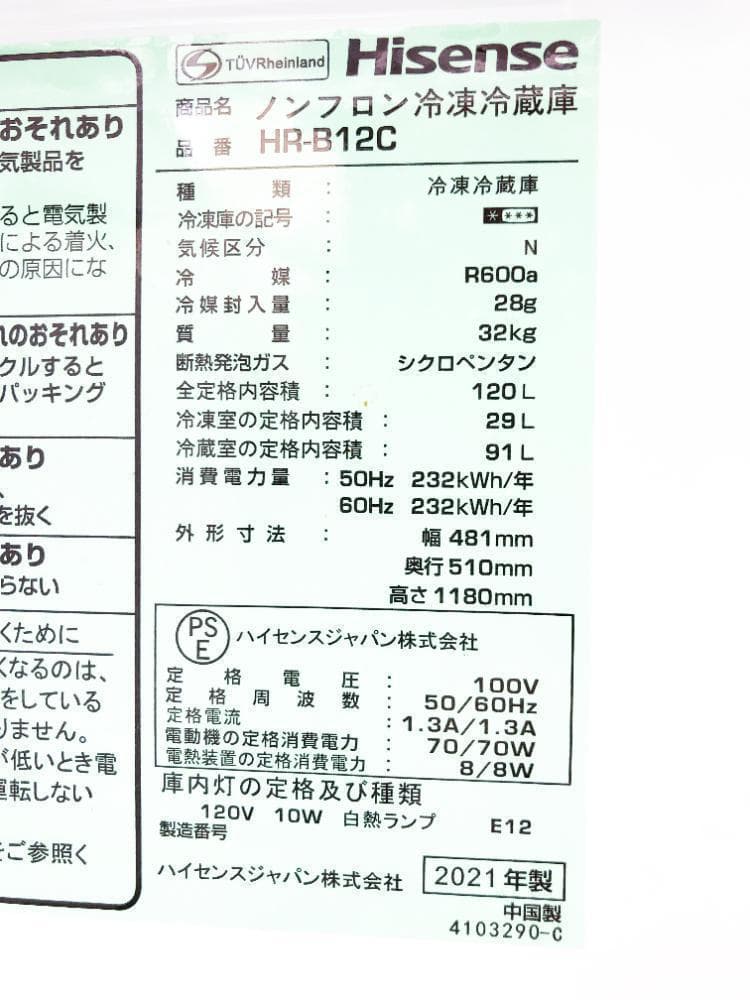 おそれあり
気製品を
ると電気製
による着火、
の原因にな
れのおそれあり
クルすると
パッキング
あり
、
を抜く
あり
らない
くために
くなるのは、
をしている
りません。
が低いとき電
運転しない
をご参照く
TÜVRheinland Hisense
商品名 ノンフロン冷凍冷蔵庫
品番 HR-B12C
種類 : 冷凍冷蔵庫
冷凍庫の記号 : * ***
気候区分 : N
冷媒 : R600a
冷媒封入量 : 28g
質量 : 32kg
断熱発泡ガス : シクロペンタン
全定格内容積 : 120L
冷凍室の定格内容積 : 29L
冷蔵室の定格内容積 : 91L
消費電力量 : 50Hz 232kWh/年
60Hz 232kWh/年
外形寸法 : 幅 481mm
奥行510mm
高さ1180mm
PSE ハイセンスジャパン株式会社
定格電圧 : 100V
定格周波数 : 50/60Hz
定格電流 : 1.3A/1.3A
電動機の定格消費電力 : 70/70W
電熱装置の定格消費電力 : 8/8W
庫内灯の定格及び種類
120V 10W 白熱ランプ E12
製造番号
ハイセンスジャパン株式会社 2021年製
中国製
4103290-C